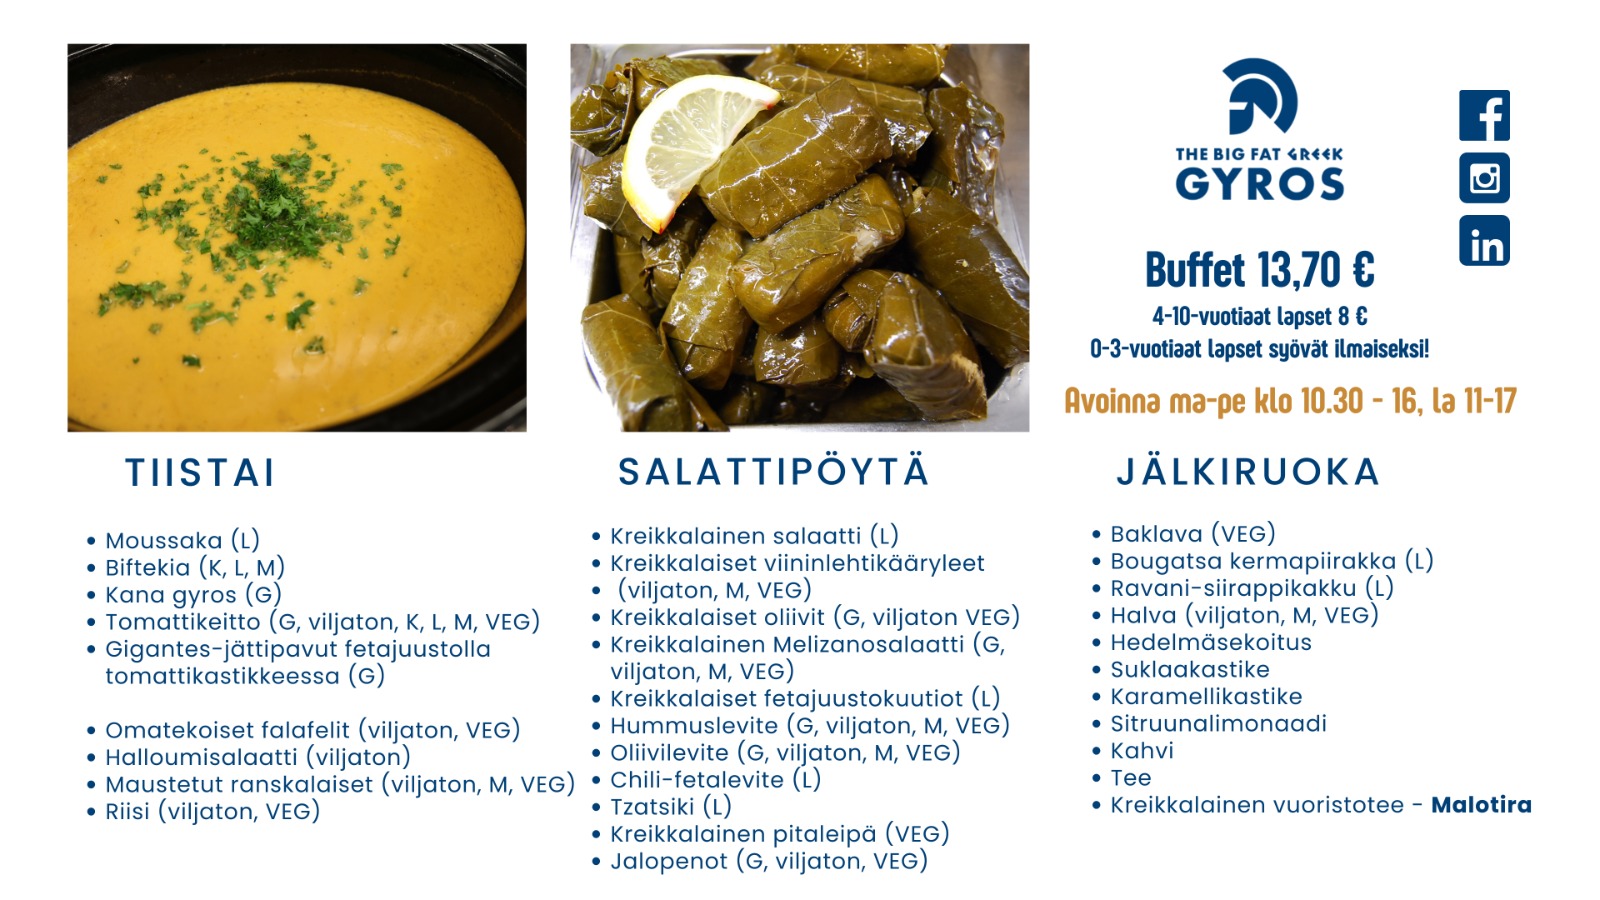 THE BIG FAT GREEK
GYROS
Buffet 13,70 €
4-10-vuotiaat lapset 8 €
0-3-vuotiaat lapset syövät ilmaiseksi!
Avoinna ma-pe klo 10.30 - 16, la 11-17
TIISTAI
• Moussaka (L)
• Biftekia (K, L, M)
• Kana gyros (G)
• Tomattikeitto (G, viljaton, K, L, M, VEG)
• Gigantes-jättipavut fetajuustolla
tomattikastikkeessa (G)
• Omatekoiset falafelit (viljaton, VEG)
• Halloumisalaatti (viljaton)
• Maustetut ranskalaiset (viljaton, M, VEG)
• Riisi (viljaton, VEG)
SALATTIPÖYTÄ
• Kreikkalainen salaatti (L)
• Kreikkalaiset viininlehtikääryleet
• (viljaton, M, VEG)
• Kreikkalaiset oliivit (G, viljaton VEG)
• Kreikkalainen Melizanosalaatti (G,
viljaton, M, VEG)
• Kreikkalaiset fetajuustokuutiot (L)
• Hummuslevite (G, viljaton, M, VEG)
• Oliivilevite (G, viljaton, M, VEG)
• Chili-fetalevite (L)
• Tzatsiki (L)
• Kreikkalainen pitaleipä (VEG)
• Jalopenot (G, viljaton, VEG)
JÄLKIRUOKA
• Baklava (VEG)
• Bougatsa kermapiirakka (L)
• Ravani-siirappikakku (L)
• Halva (viljaton, M, VEG)
• Hedelmäsekoitus
• Suklaakastike
• Karamellikastike
• Sitruunalimonaadi
• Kahvi
• Tee
• Kreikkalainen vuoristotee - Malotira